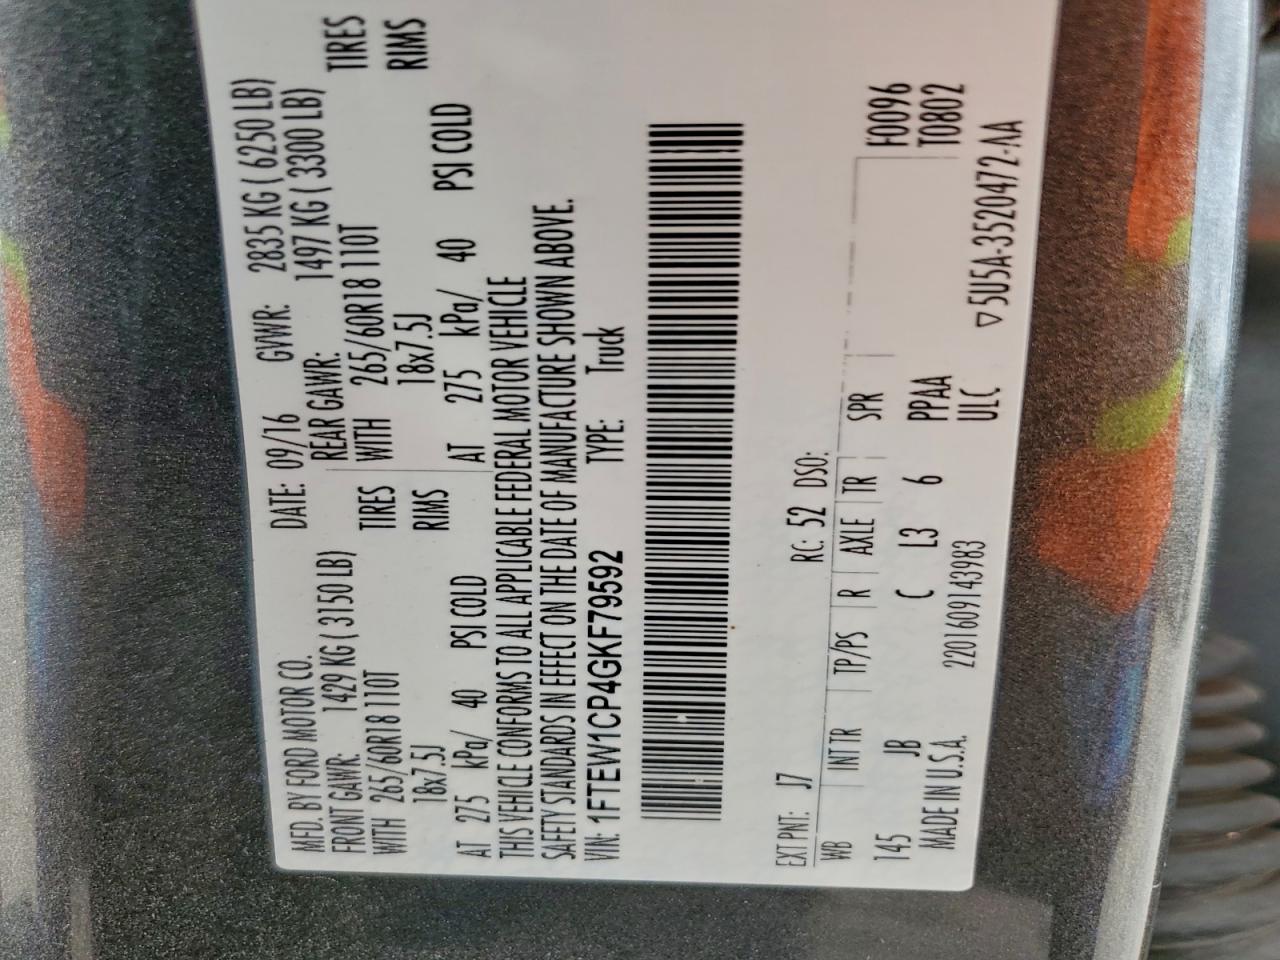 MFD. BY FORD MOTOR CO. DATE: 09/16 GVWR: 2835 KG ( 6250 LB)
FRONT GAWR: 1429 KG ( 3150 LB) REAR GAWR: 1497 KG ( 3300 LB)
WITH 265/60R18 110T TIRES WITH 265/60R18 110T TIRES
18x7.5J RIMS 18x7.5J RIMS
AT 275 kPa/ 40 PSI COLD AT 275 kPa/ 40 PSI COLD
THIS VEHICLE CONFORMS TO ALL APPLICABLE FEDERAL MOTOR VEHICLE
SAFETY STANDARDS IN EFFECT ON THE DATE OF MANUFACTURE SHOWN ABOVE.
VIN: 1FTEW1CP4GKF79592 TYPE: Truck
EXT PNT: J7 RC: 52 DSO:
WB INT TR TP/PS R AXLE TR SPR F0096
145 JB C L3 6 PPAA T0802
ULC
MADE IN U.S.A. 2201609143983 ▽5U5A-3520472-AA